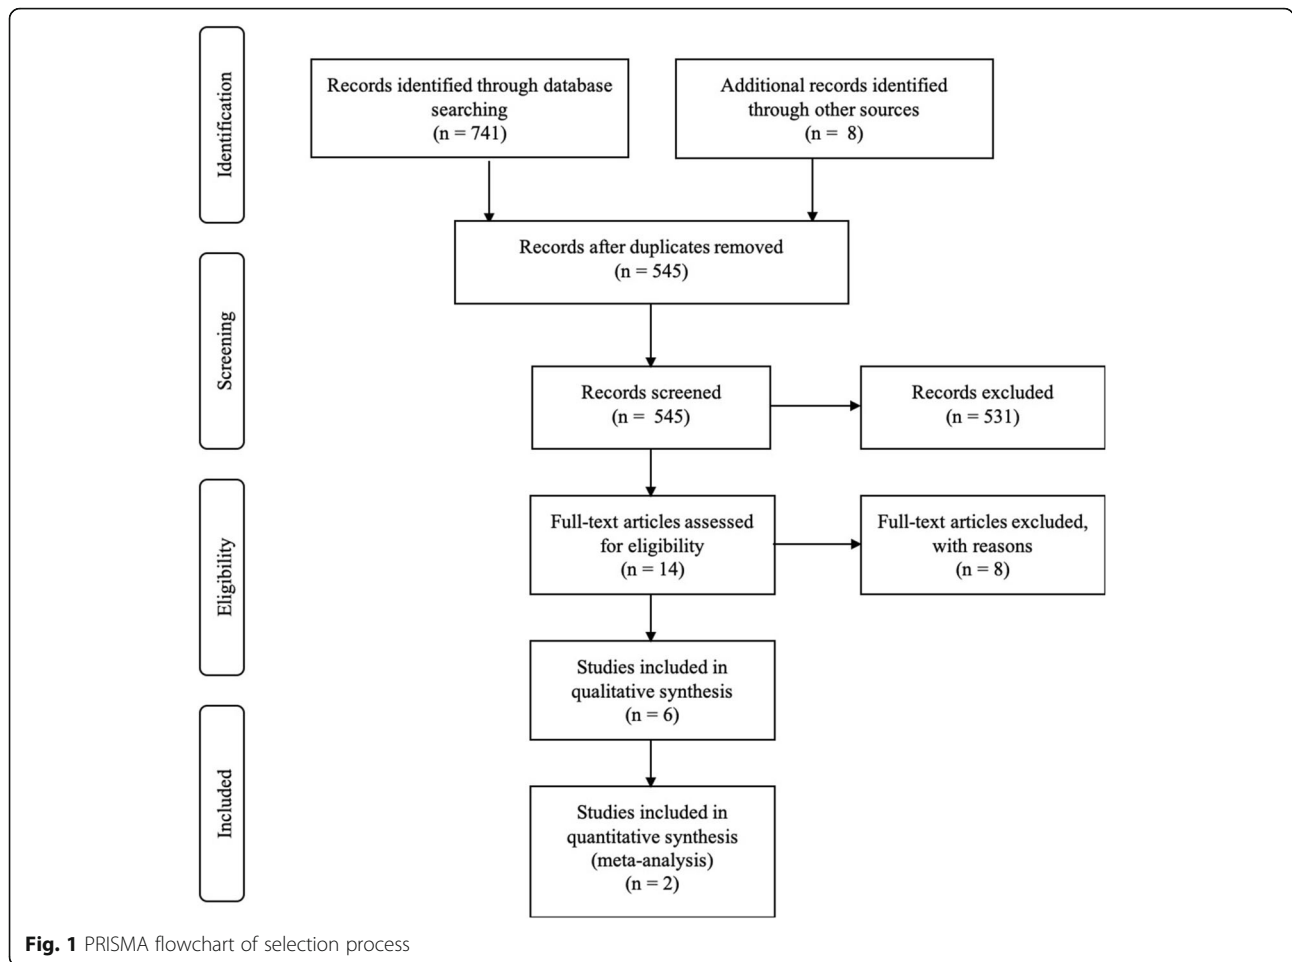 Identification
Records identified through database
searching
(n = 741)
Additional records identified
through other sources
(n =  8)
Records after duplicates removed
(n = 545)
Screening
Records screened
(n =  545)
Records excluded
(n = 531)
Eligibility
Full-text articles assessed
for eligibility
(n = 14)
Full-text articles excluded,
with reasons
(n = 8)
Studies included in
qualitative synthesis
(n = 6)
Included
Studies included in
quantitative synthesis
(meta-analysis)
(n = 2)
Fig. 1 PRISMA flowchart of selection process